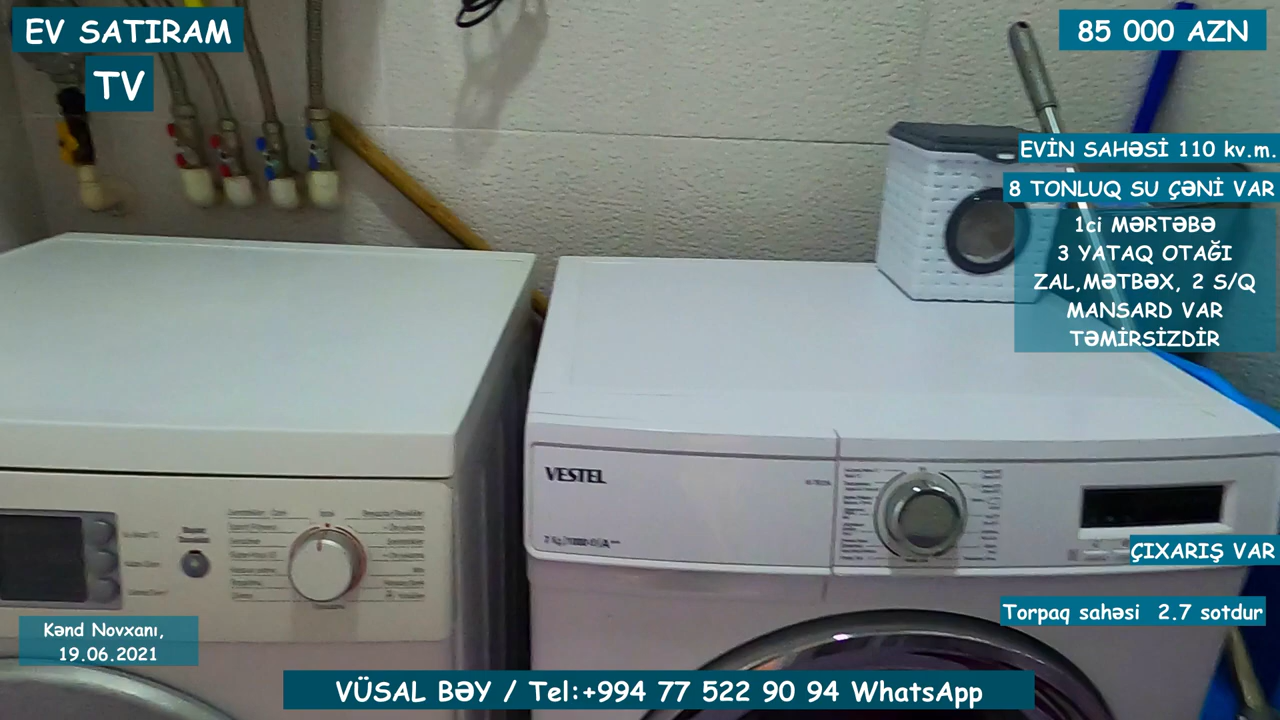 EV SATIRAM
TV
85 000 AZN
EVİN SAHƏSİ 110 kv.m.
8 TONLUQ SU ÇƏNİ VAR
1ci MƏRTƏBƏ
3 YATAQ OTAĞI
ZAL,MƏTBƏX, 2 S/Q
MANSARD VAR
TƏMİRSİZDİR
VESTEL
ÇIXARIŞ VAR
Torpaq sahəsi 2.7 sotdur
Kənd Novxanı,
19.06.2021
VÜSAL BƏY / Tel:+994 77 522 90 94 WhatsApp